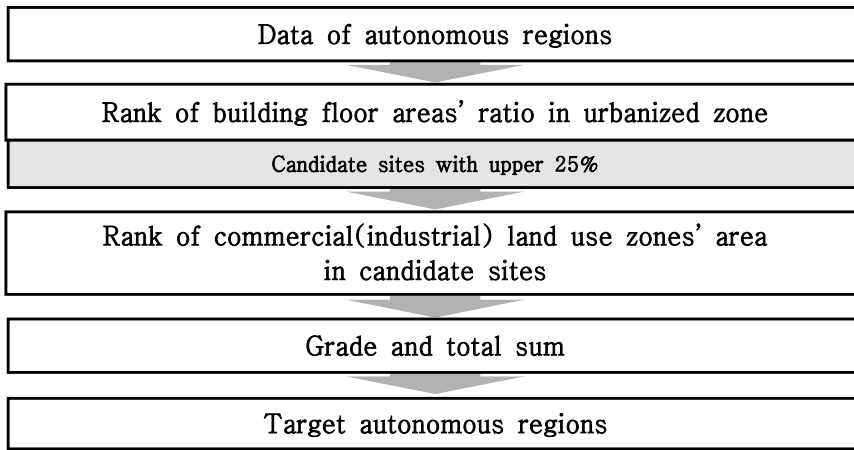 Data of autonomous regions
Rank of building floor areas' ratio in urbanized zone
Candidate sites with upper 25%
Rank of commercial(industrial) land use zones' area
in candidate sites
Grade and total sum
Target autonomous regions